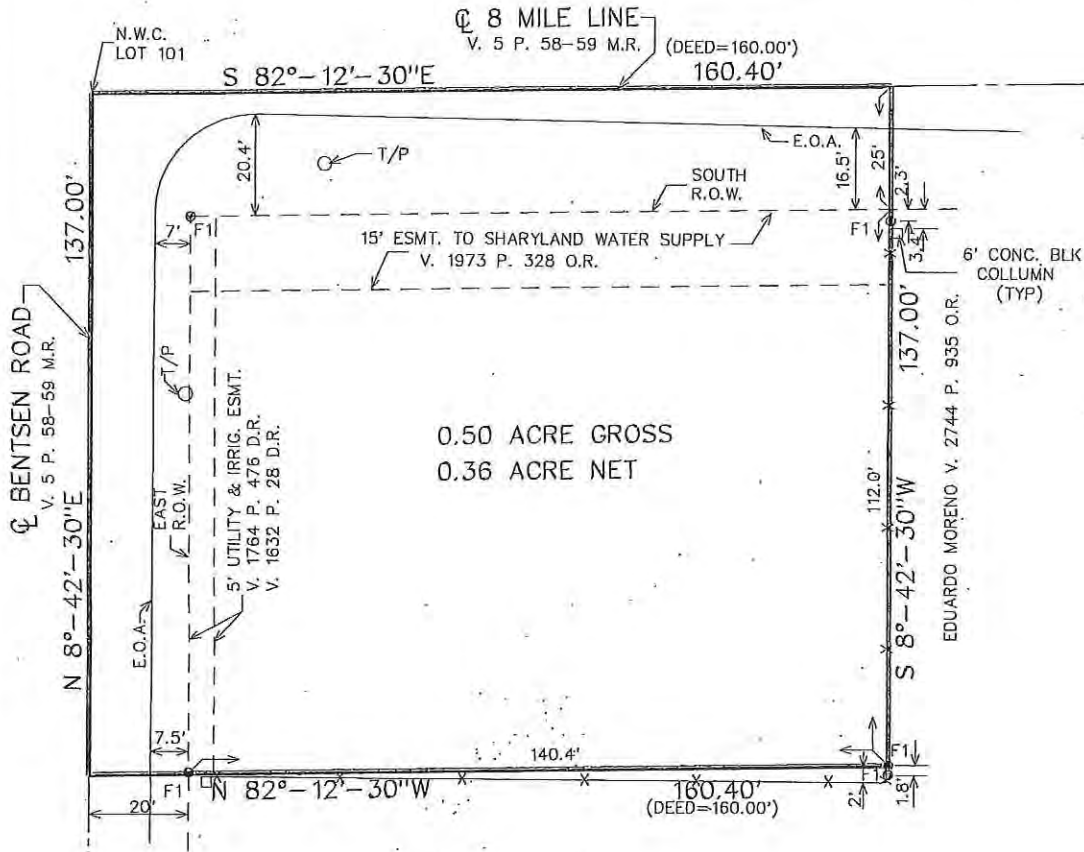 ℄ 8 MILE LINE
V. 5 P. 58-59 M.R.
(DEED=160.00')
N.W.C.
LOT 101
S 82°-12'-30"E
160.40'
E.O.A.
T/P
20.4'
16.5'
25'
2.3'
SOUTH
R.O.W.
137.00'
7'
F1
F1
3.4'
15' ESMT. TO SHARYLAND WATER SUPPLY
V. 1973 P. 328 O.R.
6' CONC. BLK
COLLUMN
(TYP)
℄ BENTSEN ROAD
V. 5 P. 58-59 M.R.
N 8°-42'-30"E
T/P
EAST
R.O.W.
5' UTILITY & IRRIG. ESMT.
V. 1764 P. 476 D.R.
V. 1632 P. 28 D.R.
E.O.A.
0.50 ACRE GROSS
0.36 ACRE NET
137.00'
112.0'
S 8°-42'-30"W
EDUARDO MORENO V. 2744 P. 935 O.R.
7.5'
140.4'
F1
F1
F1
N 82°-12'-30"W
160.40'
(DEED=160.00')
20'
2'
1.8'